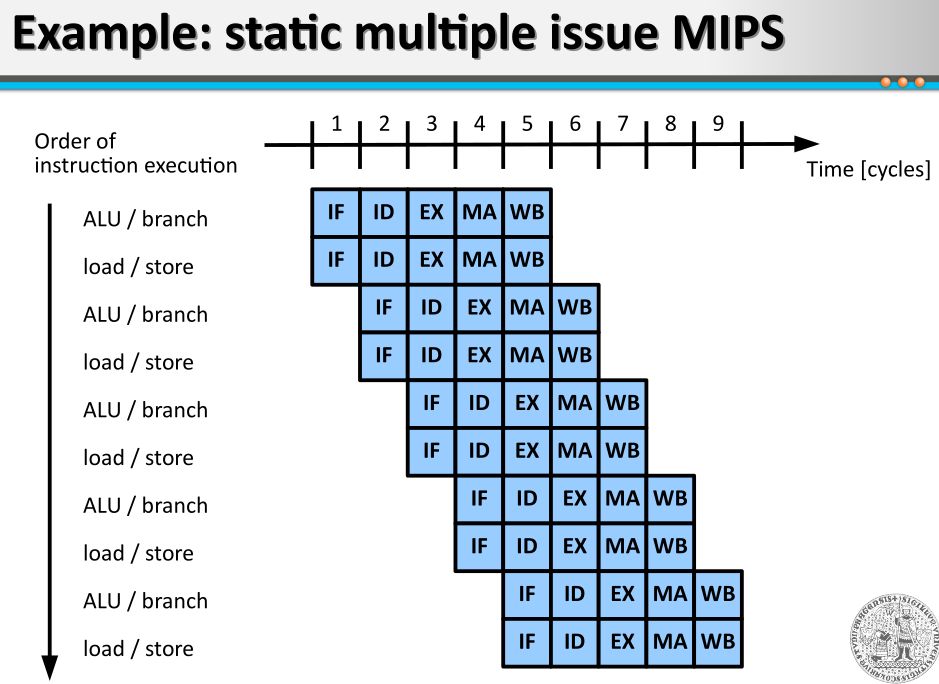 Example: static multiple issue MIPS
1 2 3 4 5 6 7 8 9
Order of
instruction execution
Time [cycles]
ALU / branch IF ID EX MA WB
load / store IF ID EX MA WB
ALU / branch IF ID EX MA WB
load / store IF ID EX MA WB
ALU / branch IF ID EX MA WB
load / store IF ID EX MA WB
ALU / branch IF ID EX MA WB
load / store IF ID EX MA WB
ALU / branch IF ID EX MA WB
load / store IF ID EX MA WB